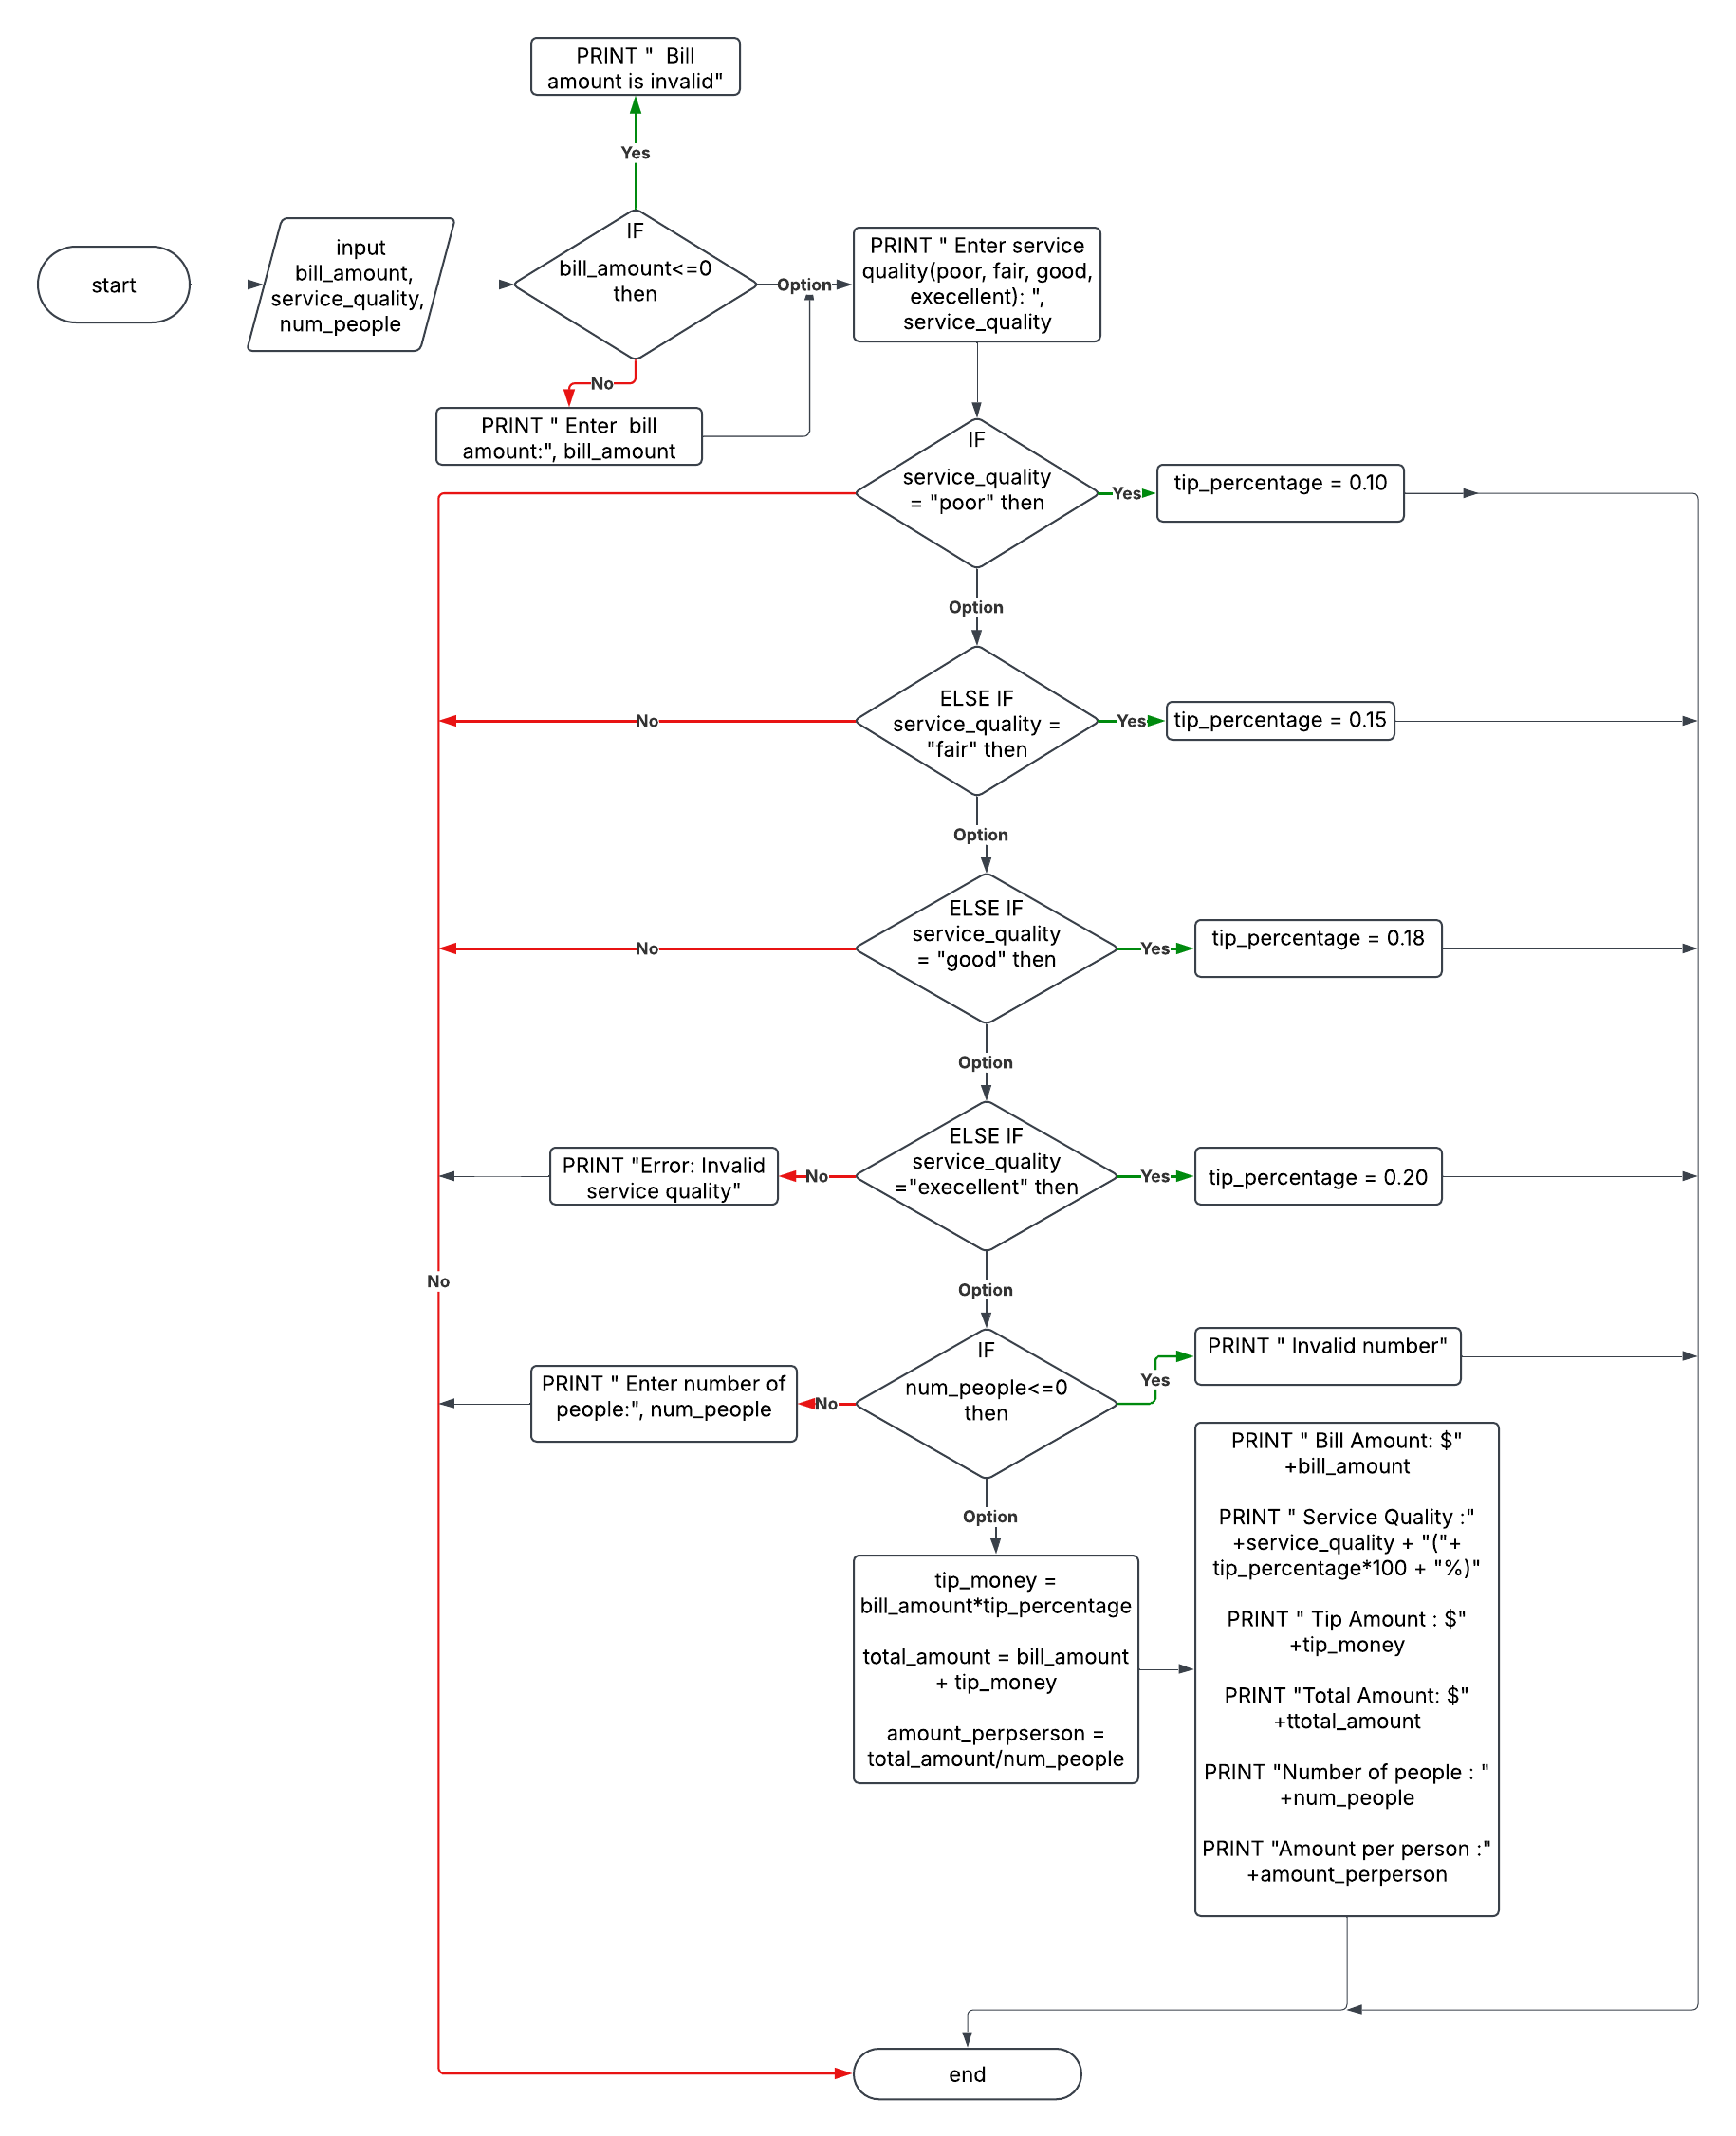 PRINT "  Bill
amount is invalid"
Yes
start
input
bill_amount,
service_quality,
num_people
IF
bill_amount<=0
then
Option
PRINT " Enter service
quality(poor, fair, good,
execellent): ",
service_quality
No
PRINT " Enter  bill
amount:", bill_amount
IF
service_quality
= "poor" then
Yes
tip_percentage = 0.10
Option
ELSE IF
service_quality =
"fair" then
No
Yes
tip_percentage = 0.15
Option
ELSE IF
service_quality
= "good" then
No
Yes
tip_percentage = 0.18
Option
ELSE IF
service_quality
="execellent" then
No
PRINT "Error: Invalid
service quality"
Yes
tip_percentage = 0.20
No
Option
IF
num_people<=0
then
No
PRINT " Enter number of
people:", num_people
Yes
PRINT " Invalid number"
Option
tip_money =
bill_amount*tip_percentage
total_amount = bill_amount
+ tip_money
amount_perpserson =
total_amount/num_people
PRINT " Bill Amount: $"
+bill_amount
PRINT " Service Quality :"
+service_quality + "("+
tip_percentage*100 + "%)"
PRINT " Tip Amount : $"
+tip_money
PRINT "Total Amount: $"
+ttotal_amount
PRINT "Number of people : "
+num_people
PRINT "Amount per person :"
+amount_perperson
end